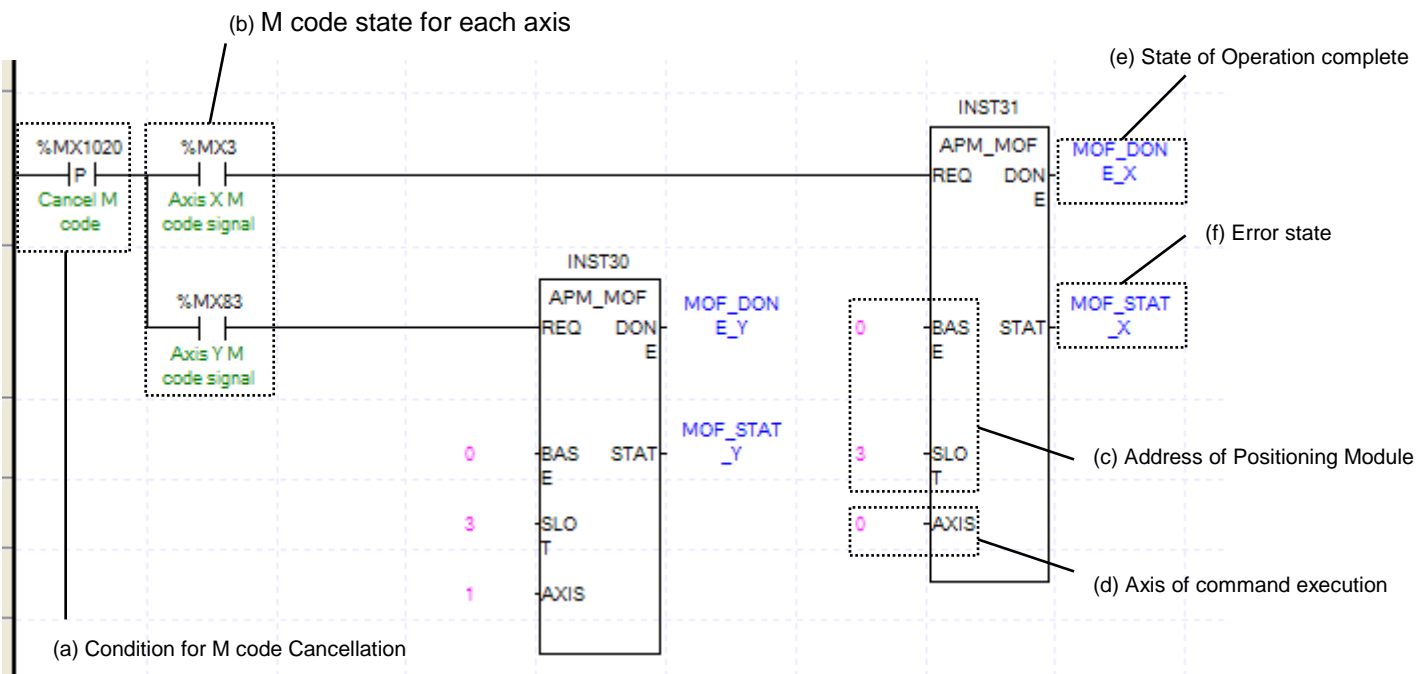 (b) M code state for each axis
(e) State of Operation complete
INST31
%MX1020
%MX3
APM_MOF
MOF_DON
P
REQ
DON
E_X
E
Cancel M
code
Axis X M
code signal
(f) Error state
INST30
%MX83
APM_MOF
MOF_DON
MOF_STAT
REQ
DON
E_Y
0
BAS
STAT
_X
E
E
Axis Y M
code signal
MOF_STAT
0
BAS
STAT
_Y
3
SLO
(c) Address of Positioning Module
E
T
3
SLO
0
AXIS
T
(d) Axis of command execution
1
AXIS
(a) Condition for M code Cancellation